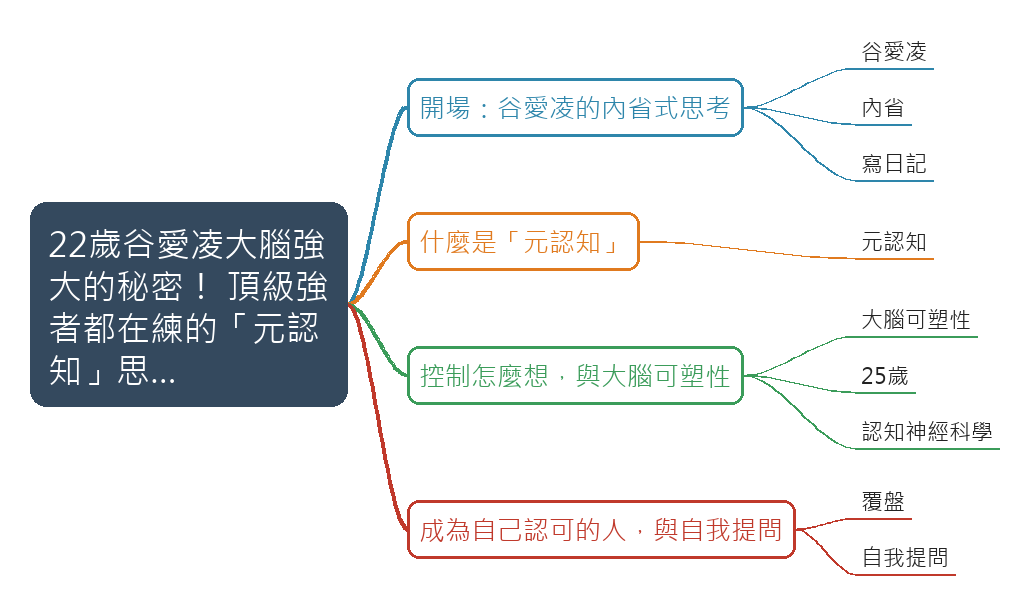 22歲谷愛凌大腦強
大的秘密！ 頂級強
者都在練的「元認
知」思...
開場：谷愛凌的內省式思考
谷愛凌
內省
寫日記
什麼是「元認知」
元認知
控制怎麼想，與大腦可塑性
大腦可塑性
25歲
認知神經科學
成為自己認可的人，與自我提問
覆盤
自我提問